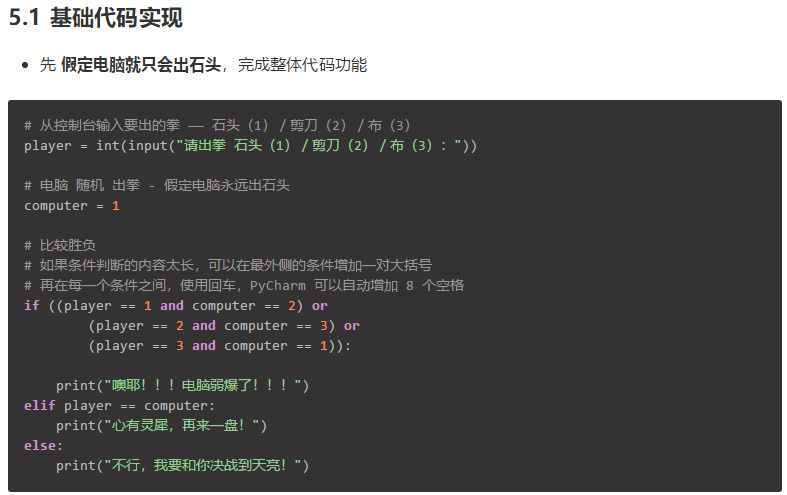 5.1 基础代码实现
• 先 假定电脑就只会出石头，完成整体代码功能
# 从控制台输入要出的拳 —— 石头（1）／剪刀（2）／布（3）
player = int(input("请出拳 石头（1）／剪刀（2）／布（3）："))
# 电脑 随机 出拳 - 假定电脑永远出石头
computer = 1
# 比较胜负
# 如果条件判断的内容太长，可以在最外侧的条件增加一对大括号
# 再在每一个条件之间，使用回车，PyCharm 可以自动增加 8 个空格
if ((player == 1 and computer == 2) or
        (player == 2 and computer == 3) or
        (player == 3 and computer == 1)):
    print("噢耶！！！电脑弱爆了！！！")
elif player == computer:
    print("心有灵犀，再来一盘！")
else:
    print("不行，我要和你决战到天亮！")